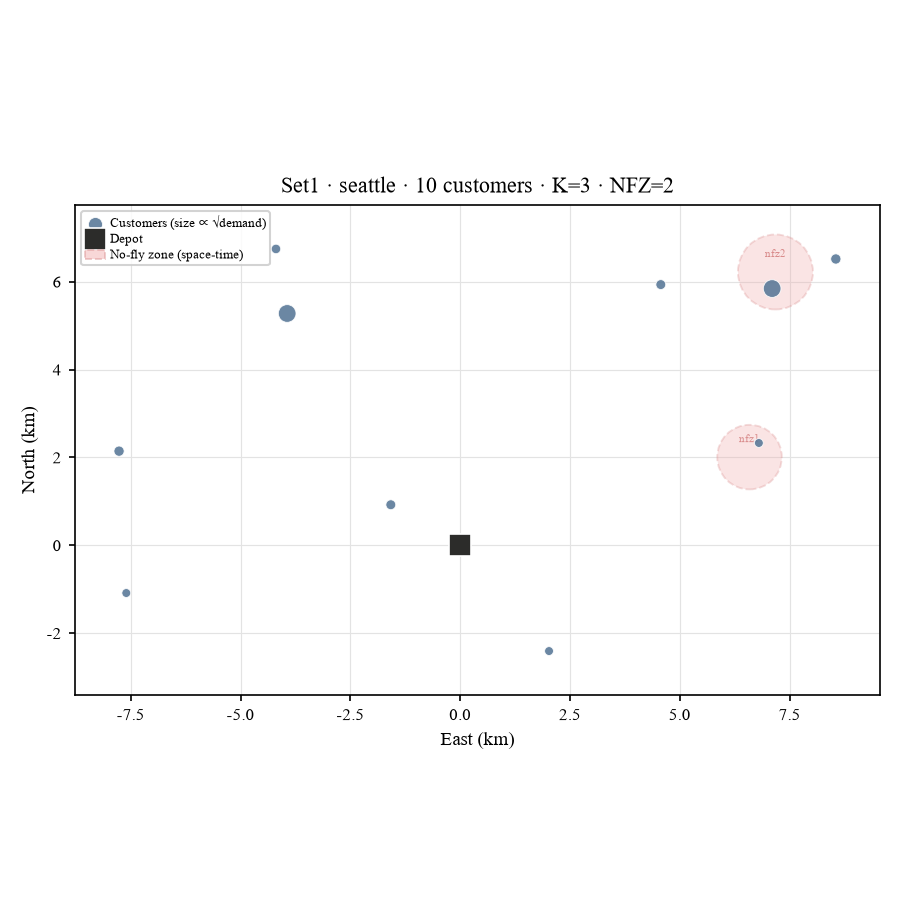 Set1 · seattle · 10 customers · K=3 · NFZ=2
Customers (size ∝ √demand)
Depot
No-fly zone (space-time)
nfz2
nfz1
North (km)
6
4
2
0
-2
-7.5 -5.0 -2.5 0.0 2.5 5.0 7.5
East (km)